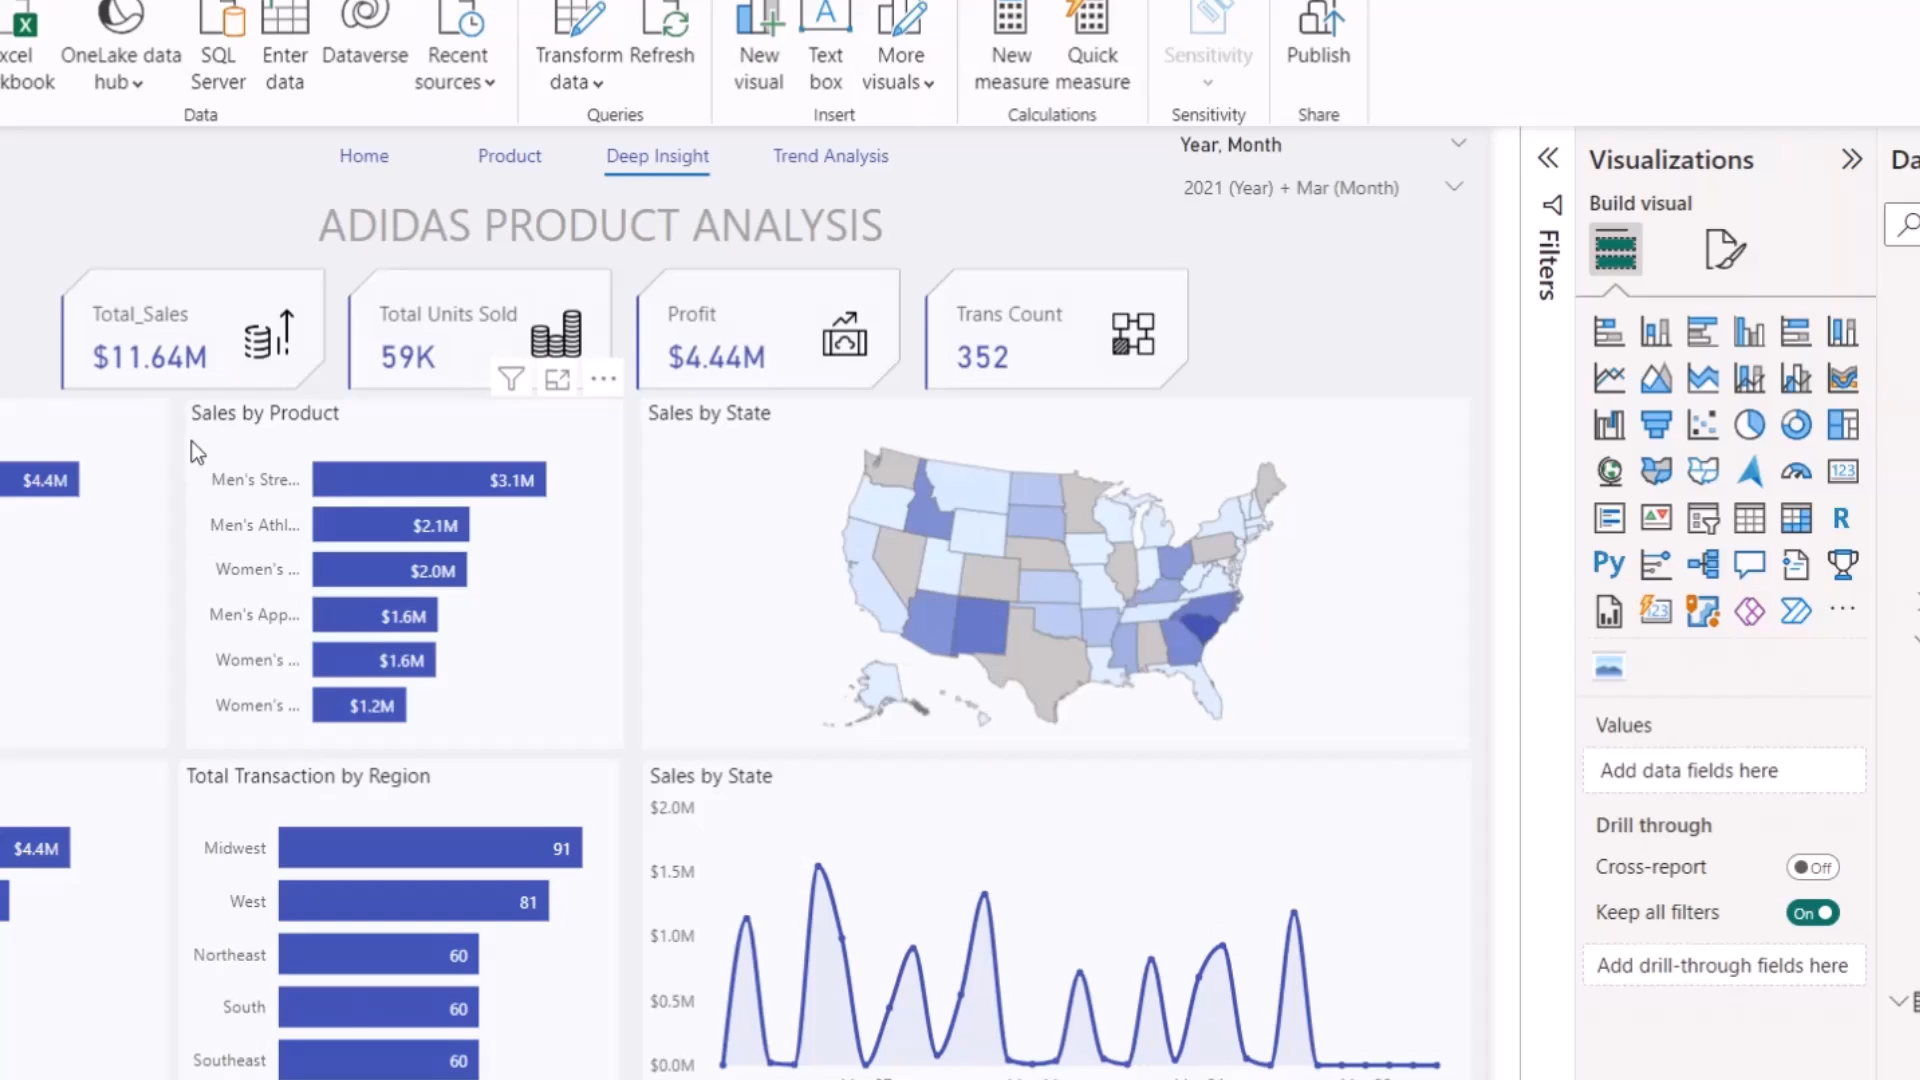 xcel
kbook
OneLake data
hub
SQL
Server
Enter
data
Dataverse
Recent
sources
Transform
data
Refresh
New
visual
A
Text
box
More
visuals
New
measure
Quick
measure
Sensitivity
Publish
Data
Queries
Insert
Calculations
Sensitivity
Share
Home
Product
Deep Insight
Trend Analysis
Year, Month
2021 (Year) + Mar (Month)
ADIDAS PRODUCT ANALYSIS
Total_Sales
$11.64M
Total Units Sold
59K
Profit
$4.44M
Trans Count
352
$4.4M
Sales by Product
Men's Stre...
$3.1M
Men's Athl...
$2.1M
Women's ...
$2.0M
Men's App...
$1.6M
Women's ...
$1.6M
Women's ...
$1.2M
Sales by State
$4.4M
Total Transaction by Region
Midwest
91
West
81
Northeast
60
South
60
Southeast
60
Sales by State
$2.0M
$1.5M
$1.0M
$0.5M
$0.0M
Filters
Visualizations
Build visual
123
R
Py
123
...
Values
Add data fields here
Drill through
Cross-report
Off
Keep all filters
On
Add drill-through fields here
Da